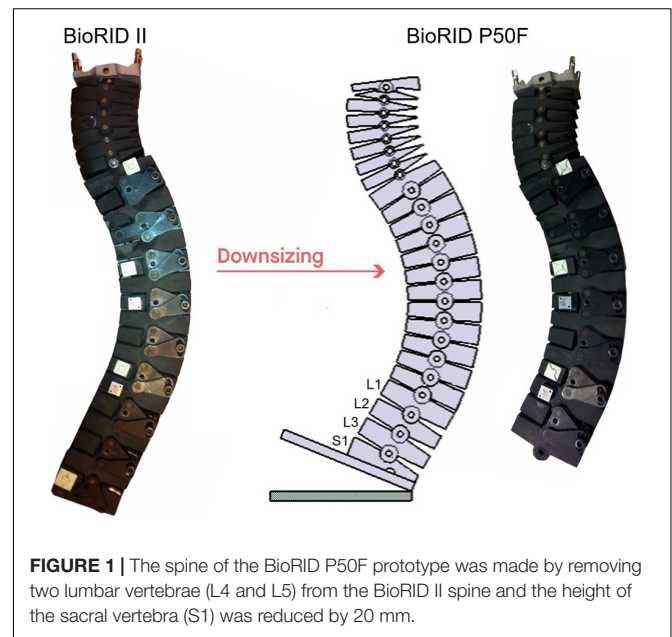 BioRID II
BioRID P50F
Downsizing
L1
L2
L3
S1
FIGURE 1 | The spine of the BioRID P50F prototype was made by removing
two lumbar vertebrae (L4 and L5) from the BioRID II spine and the height of
the sacral vertebra (S1) was reduced by 20 mm.